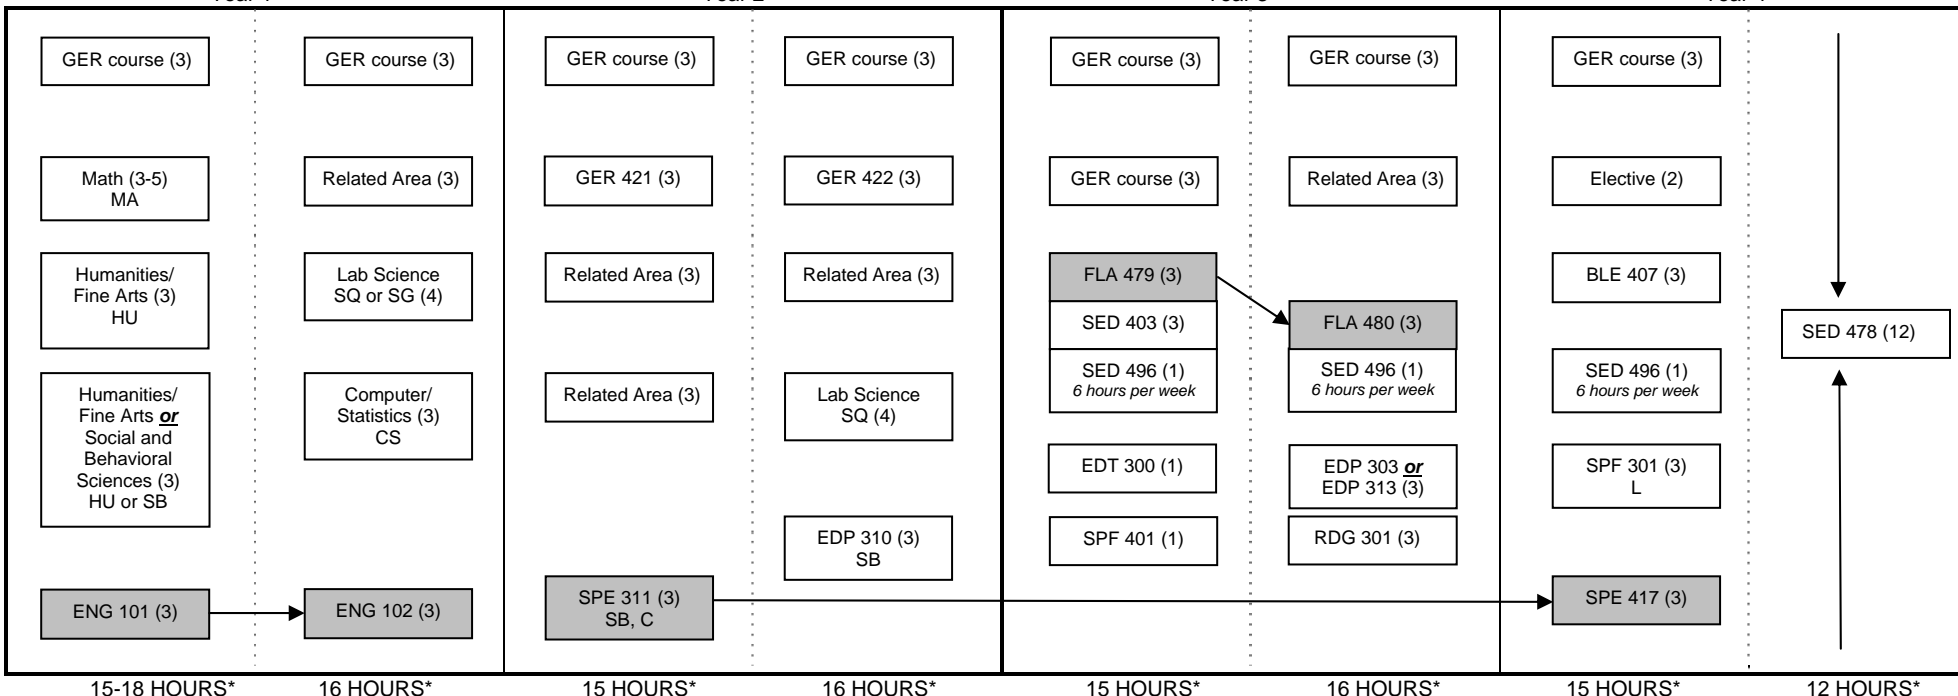 GER course (3)
Math (3-5)
MA
Humanities/
Fine Arts (3)
HU
Humanities/
Fine Arts or
Social and
Behavioral
Sciences (3)
HU or SB
ENG 101 (3)
15-18 HOURS*
GER course (3)
Related Area (3)
Lab Science
SQ or SG (4)
Computer/
Statistics (3)
CS
ENG 102 (3)
16 HOURS*
GER course (3)
GER 421 (3)
Related Area (3)
Related Area (3)
SPE 311 (3)
SB, C
15 HOURS*
GER course (3)
GER 422 (3)
Related Area (3)
Lab Science
SQ (4)
EDP 310 (3)
SB
16 HOURS*
GER course (3)
GER course (3)
FLA 479 (3)
SED 403 (3)
SED 496 (1)
6 hours per week
EDT 300 (1)
SPF 401 (1)
15 HOURS*
GER course (3)
Related Area (3)
FLA 480 (3)
SED 496 (1)
6 hours per week
EDP 303 or
EDP 313 (3)
RDG 301 (3)
16 HOURS*
GER course (3)
Elective (2)
BLE 407 (3)
SED 496 (1)
6 hours per week
SPF 301 (3)
L
SPE 417 (3)
15 HOURS*
SED 478 (12)
12 HOURS*